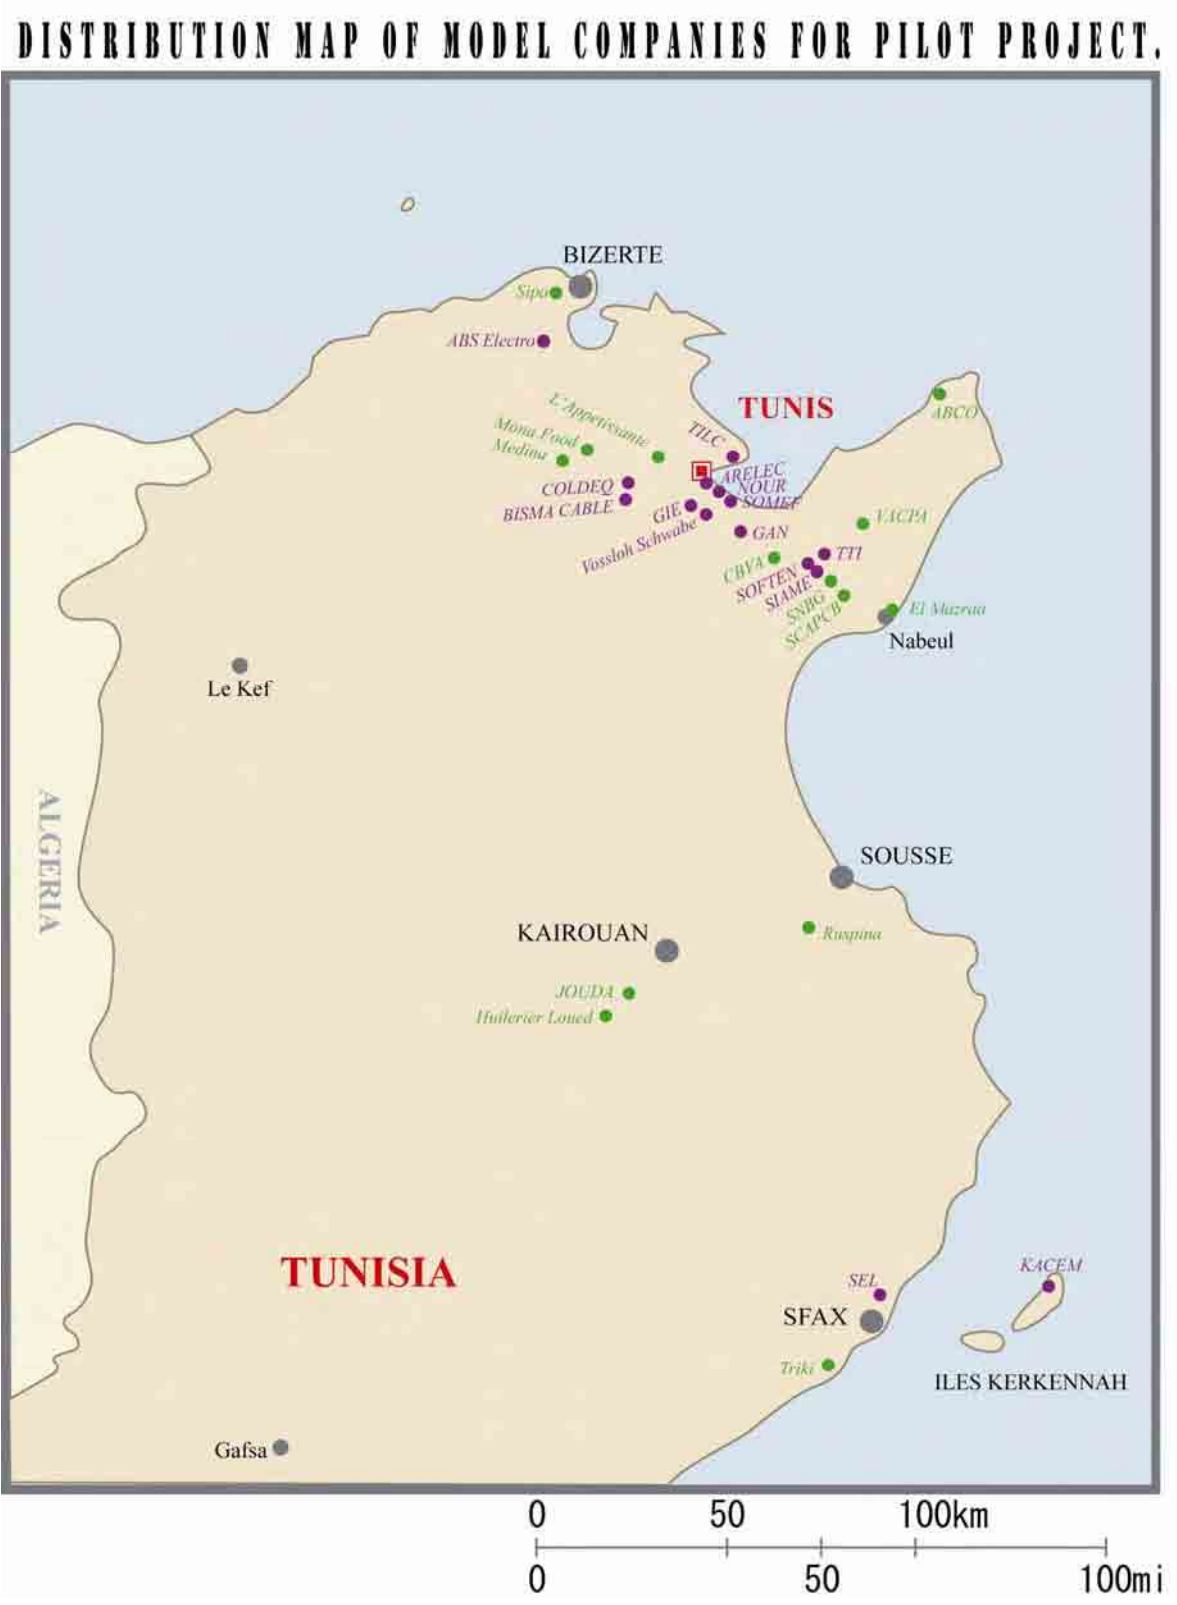 DISTRIBUTION MAP OF MODEL COMPANIES FOR PILOT PROJECT.
BIZERTE
Sipo
ABS Electro
TUNIS
ABCO
L'Appetissante
TILC
Mona Food
Medina
ARELEC
NOUR
COLDEQ
SOMEF
BISMA CABLE
GIE
VACPA
Vossloh Schwabe
GAN
TTI
CBVA
SOFTEN
SIAME
SNBG
SCAPCB
El Mazraa
Nabeul
Le Kef
ALGERIA
SOUSSE
KAIROUAN
Ruspina
JOUDA
Huilerier Loued
TUNISIA
KACEM
SEL
SFAX
Triki
ILES KERKENNAH
Gafsa
0 50 100km
0 50 100mi